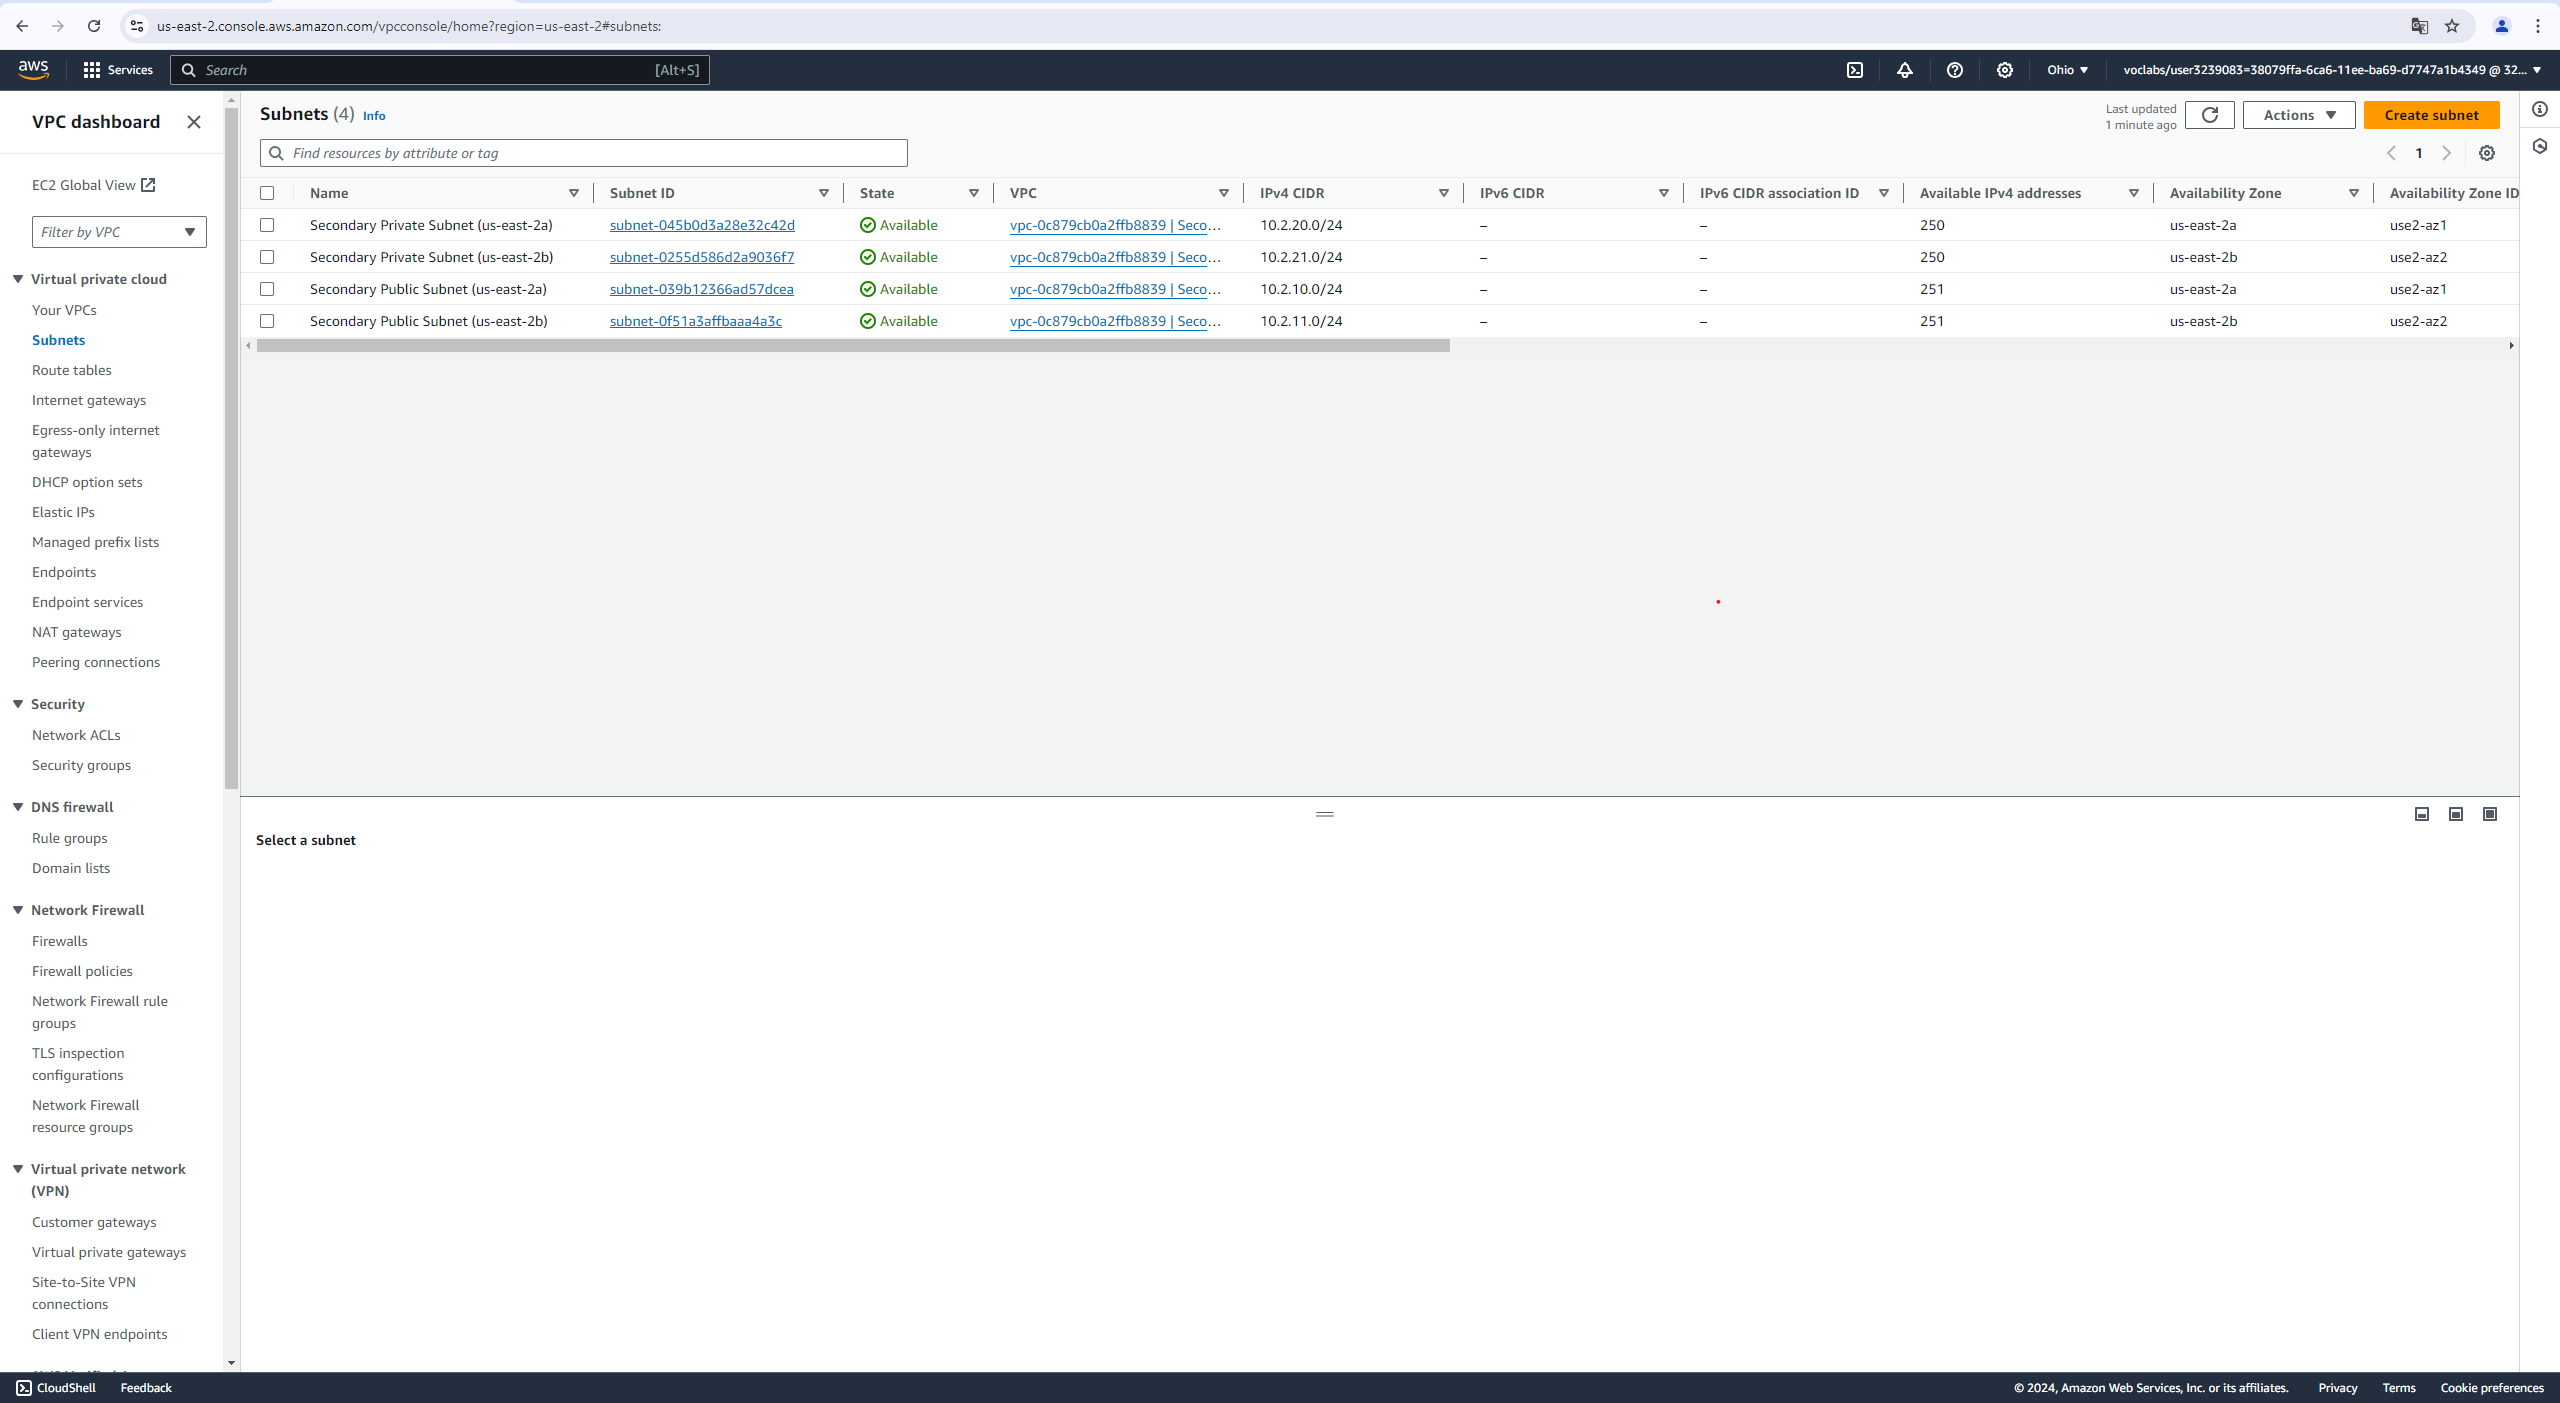 us-east-2.console.aws.amazon.com/vpcconsole/home?region=us-east-2#subnets:
aws
Services
Search
[Alt+S]
Ohio
voclabs/user3239083=38079ffa-6ca6-11ee-ba69-d7747a1b4349 @ 32...
VPC dashboard
EC2 Global View
Filter by VPC
Virtual private cloud
Your VPCs
Subnets
Route tables
Internet gateways
Egress-only internet
gateways
DHCP option sets
Elastic IPs
Managed prefix lists
Endpoints
Endpoint services
NAT gateways
Peering connections
Security
Network ACLs
Security groups
DNS firewall
Rule groups
Domain lists
Network Firewall
Firewalls
Firewall policies
Network Firewall rule
groups
TLS inspection
configurations
Network Firewall
resource groups
Virtual private network
(VPN)
Customer gateways
Virtual private gateways
Site-to-Site VPN
connections
Client VPN endpoints
Subnets (4) Info
Last updated
1 minute ago
Actions
Create subnet
Find resources by attribute or tag
1
Name Subnet ID State VPC IPv4 CIDR IPv6 CIDR IPv6 CIDR association ID Available IPv4 addresses Availability Zone Availability Zone ID
Secondary Private Subnet (us-east-2a) subnet-045b0d3a28e32c42d Available vpc-0c879cb0a2ffb8839 | Seco... 10.2.20.0/24 – – 250 us-east-2a use2-az1
Secondary Private Subnet (us-east-2b) subnet-0255d586d2a9036f7 Available vpc-0c879cb0a2ffb8839 | Seco... 10.2.21.0/24 – – 250 us-east-2b use2-az2
Secondary Public Subnet (us-east-2a) subnet-039b12366ad57dcea Available vpc-0c879cb0a2ffb8839 | Seco... 10.2.10.0/24 – – 251 us-east-2a use2-az1
Secondary Public Subnet (us-east-2b) subnet-0f51a3affbaaa4a3c Available vpc-0c879cb0a2ffb8839 | Seco... 10.2.11.0/24 – – 251 us-east-2b use2-az2
Select a subnet
CloudShell
Feedback
© 2024, Amazon Web Services, Inc. or its affiliates.
Privacy
Terms
Cookie preferences